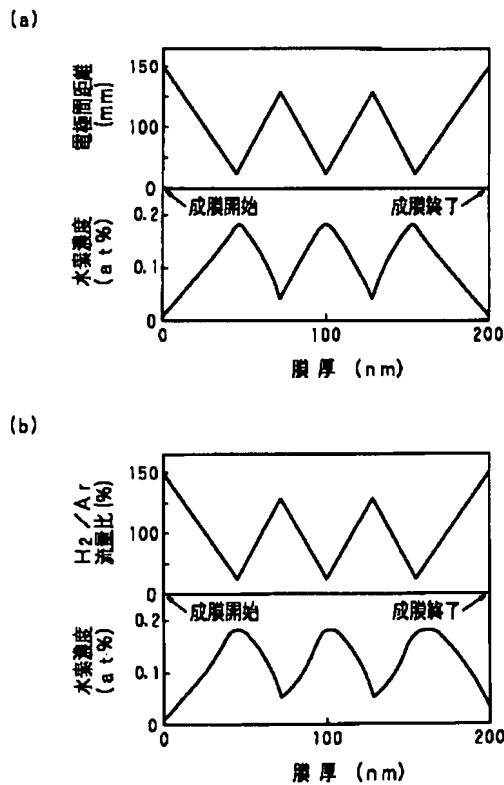 (a)
電極間距離
(mm)
150
100
0
成膜開始
成膜終了
水素濃度
(at%)
0.2
0.1
0
0
100
200
膜厚 (nm)
(b)
H2/Ar
流量比(%)
150
100
0
成膜開始
成膜終了
水素濃度
(at%)
0.2
0.1
0
0
100
200
膜厚 (nm)